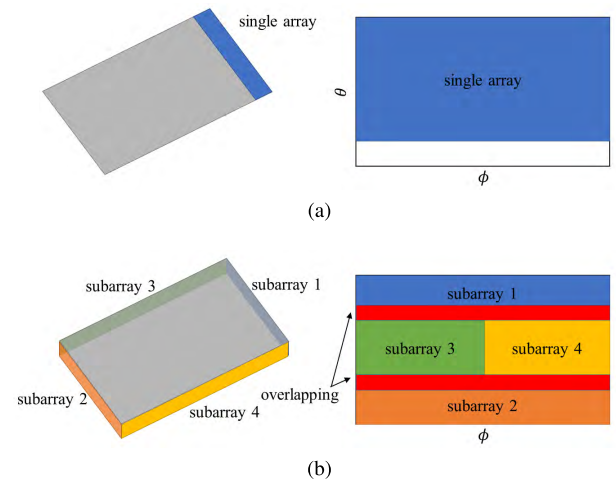 single array
single array
θ
ϕ
(a)
subarray 3
subarray 1
subarray 2
subarray 4
overlapping
subarray 1
subarray 3
subarray 4
subarray 2
ϕ
(b)